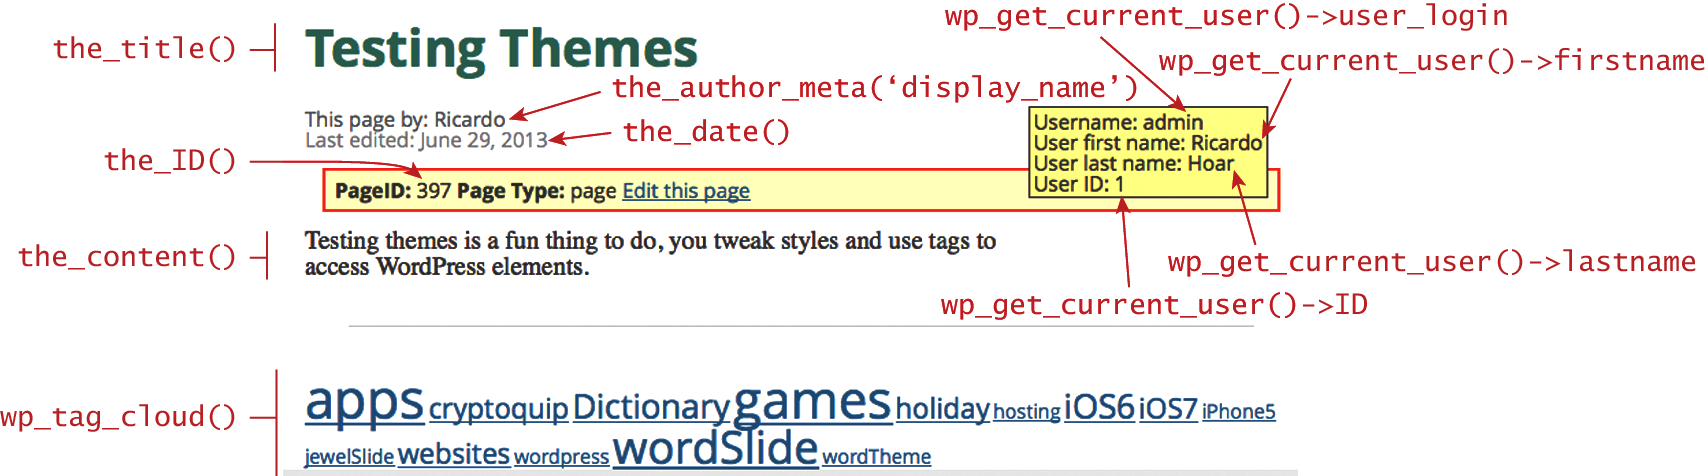 wp_get_current_user()->user_login
the_title()
Testing Themes
wp_get_current_user()->firstname
the_author_meta(‘display_name’)
This page by: Ricardo
the_date()
Last edited: June 29, 2013
Username: admin
User first name: Ricardo
User last name: Hoar
User ID: 1
the_ID()
PageID: 397 Page Type: page Edit this page
the_content()
Testing themes is a fun thing to do, you tweak styles and use tags to
access WordPress elements.
wp_get_current_user()->lastname
wp_get_current_user()->ID
wp_tag_cloud()
apps cryptoquip Dictionary games holiday hosting iOS6 iOS7 iPhone5
jewelSlide websites wordpress wordSlide wordTheme